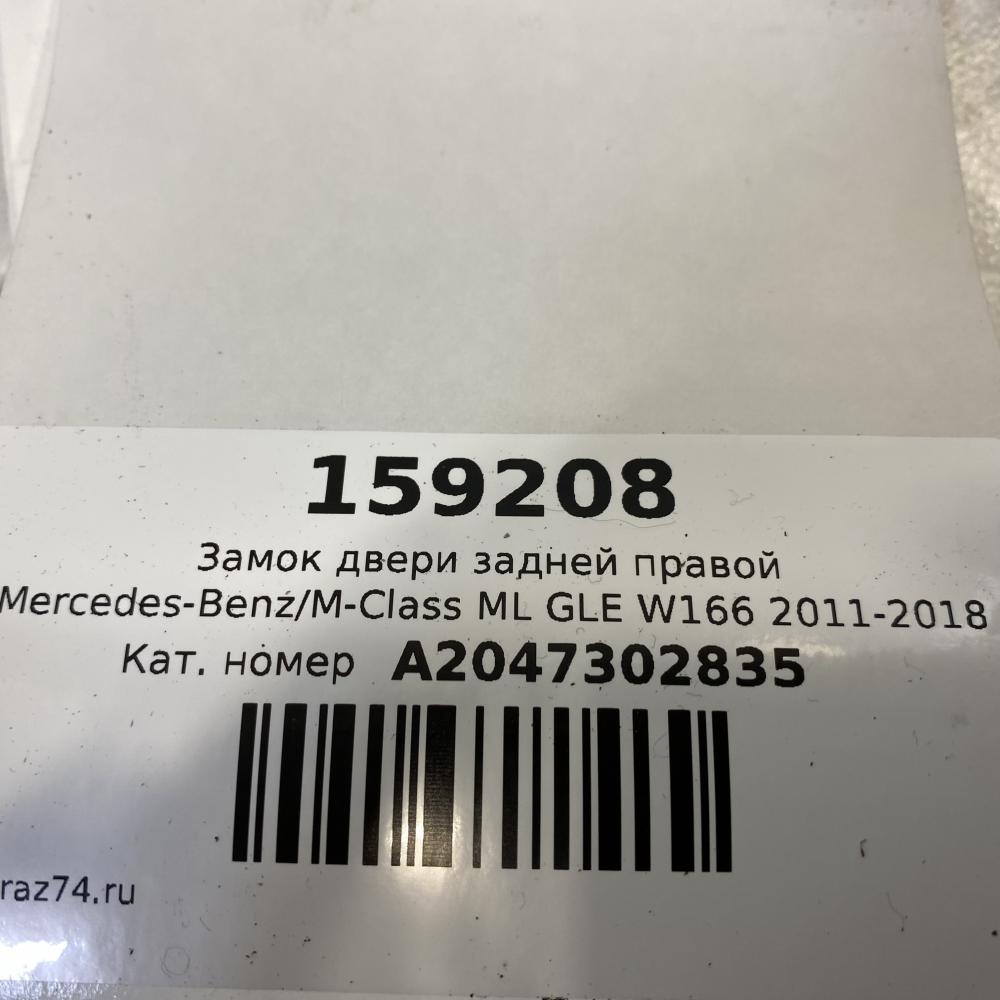 159208
Замок двери задней правой
Mercedes-Benz/M-Class ML GLE W166 2011-2018
Кат. номер A2047302835
raz74.ru